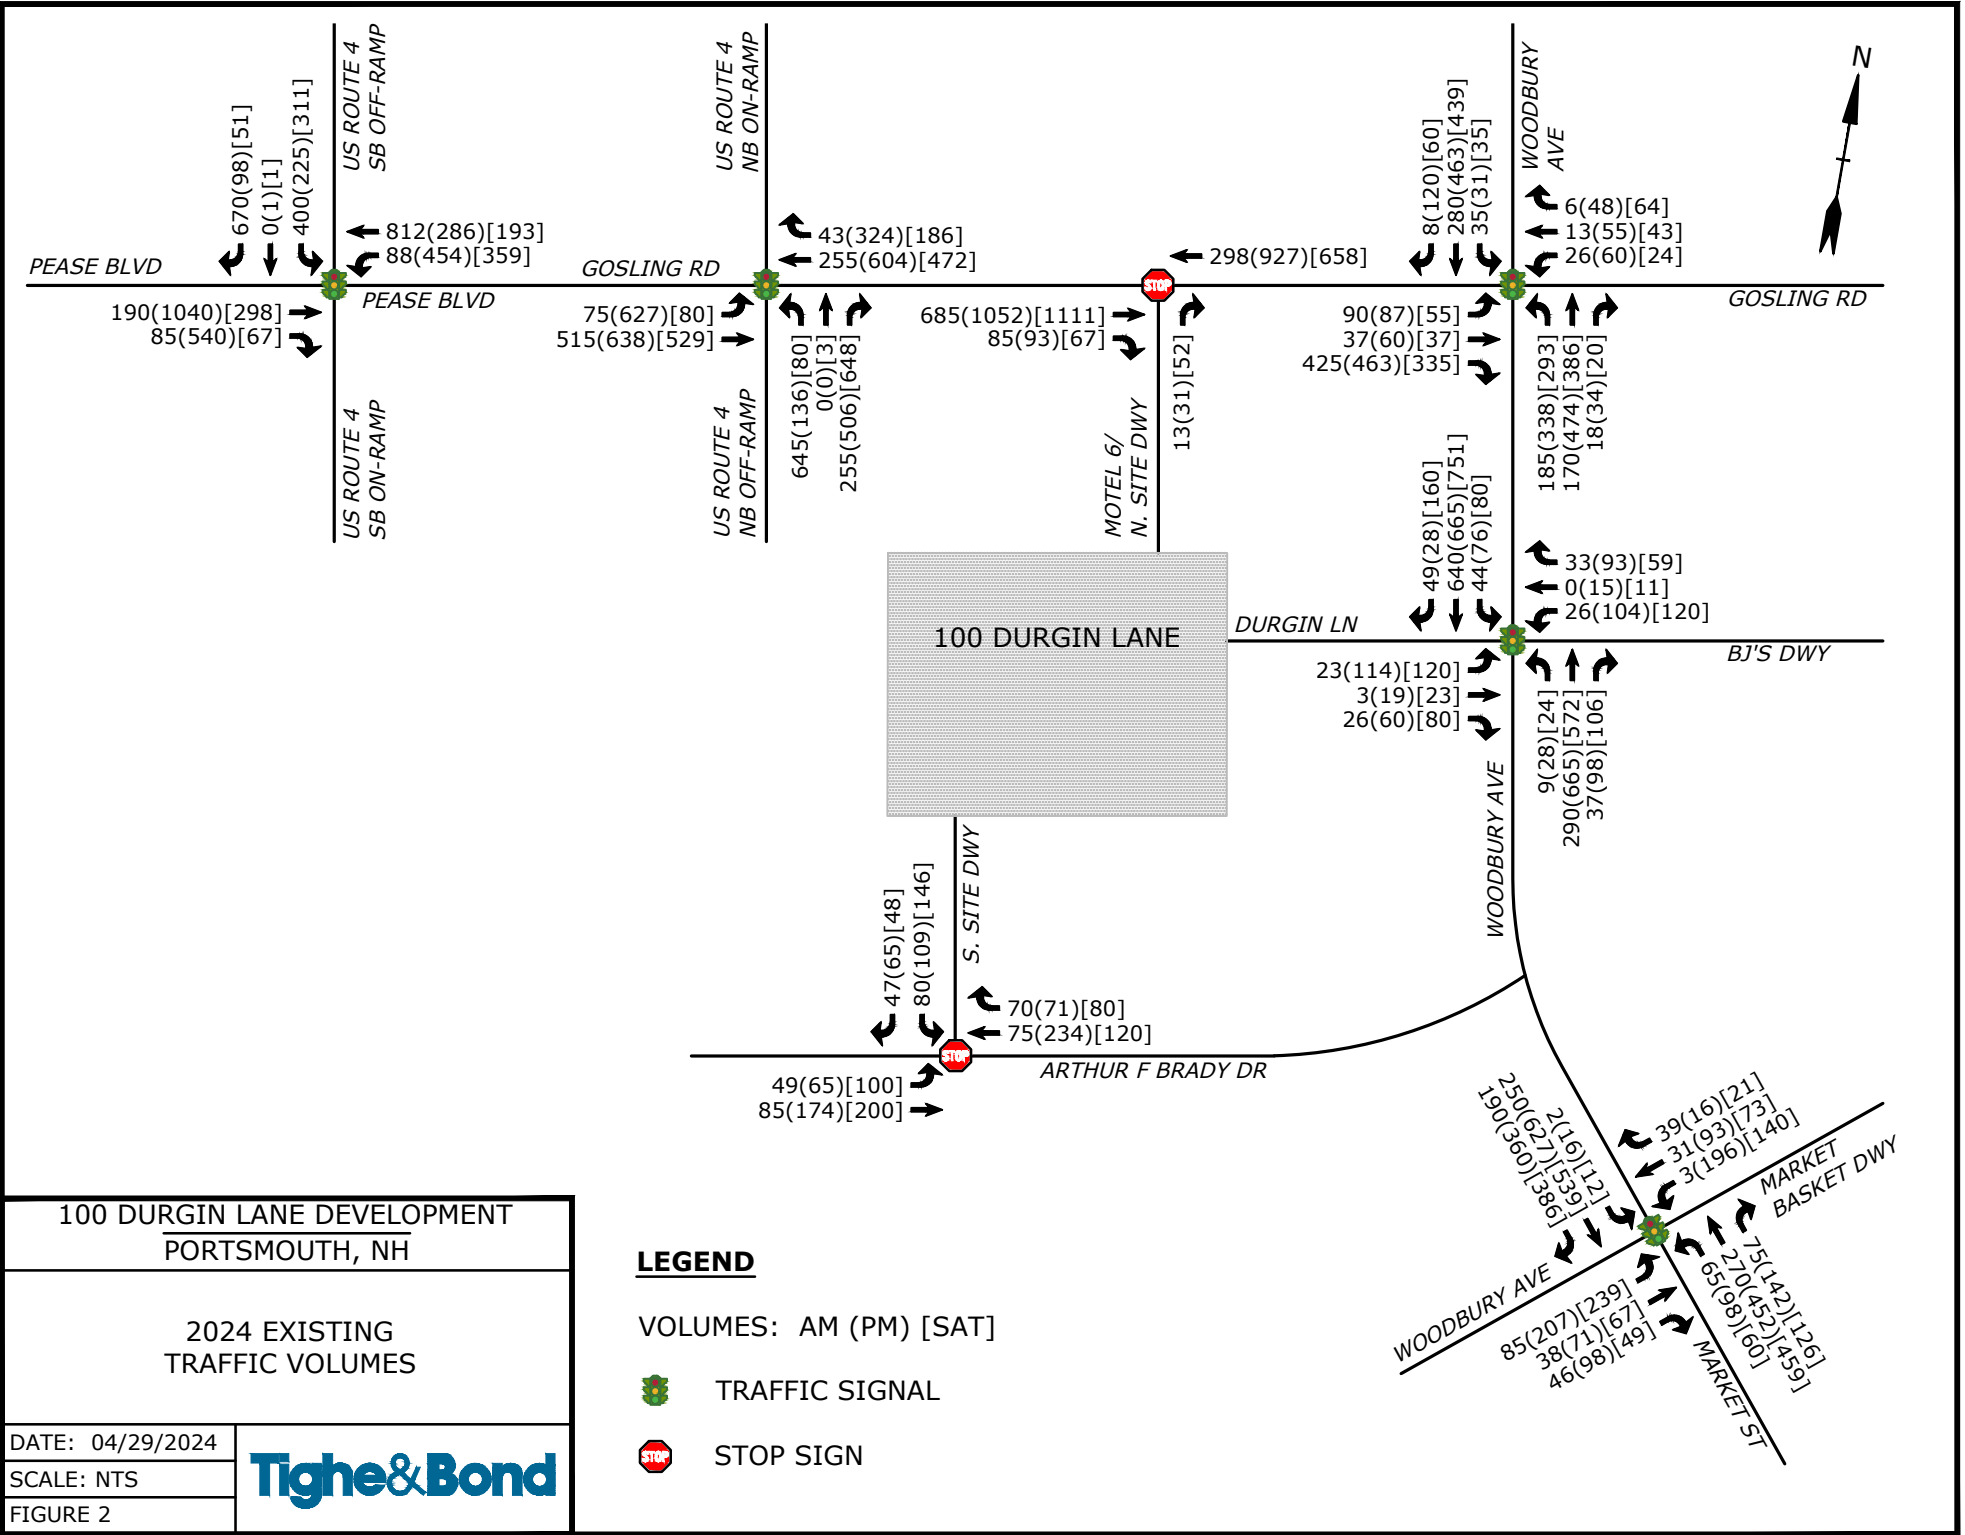 US ROUTE 4
SB OFF-RAMP
670(98)[51]
0(1)[1]
400(225)[311]
812(286)[193]
88(454)[359]
PEASE BLVD
PEASE BLVD
190(1040)[298]
85(540)[67]
US ROUTE 4
SB ON-RAMP
US ROUTE 4
NB ON-RAMP
43(324)[186]
255(604)[472]
GOSLING RD
75(627)[80]
515(638)[529]
645(136)[80]
0(0)[3]
255(506)[648]
US ROUTE 4
NB OFF-RAMP
298(927)[658]
685(1052)[1111]
85(93)[67]
13(31)[52]
MOTEL 6/
N. SITE DWY
WOODBURY
AVE
8(120)[60]
280(463)[439]
35(31)[35]
6(48)[64]
13(55)[43]
26(60)[24]
GOSLING RD
90(87)[55]
37(60)[37]
425(463)[335]
185(338)[293]
170(474)[386]
18(34)[20]
N
49(28)[160]
640(665)[751]
44(76)[80]
33(93)[59]
0(15)[11]
26(104)[120]
100 DURGIN LANE
DURGIN LN
BJ'S DWY
23(114)[120]
3(19)[23]
26(60)[80]
9(28)[24]
290(665)[572]
37(98)[106]
WOODBURY AVE
S. SITE DWY
47(65)[48]
80(109)[146]
70(71)[80]
75(234)[120]
ARTHUR F BRADY DR
49(65)[100]
85(174)[200]
190(360)[386]
250(627)[539]
2(16)[12]
39(16)[21]
31(93)[73]
3(196)[140]
MARKET
BASKET DWY
WOODBURY AVE
85(207)[239]
38(71)[67]
46(98)[49]
65(98)[60]
270(452)[459]
75(142)[126]
MARKET ST
STOP
STOP
100 DURGIN LANE DEVELOPMENT
PORTSMOUTH, NH
2024 EXISTING
TRAFFIC VOLUMES
DATE: 04/29/2024
SCALE: NTS
FIGURE 2
Tighe&Bond
LEGEND
VOLUMES: AM (PM) [SAT]
TRAFFIC SIGNAL
STOP
STOP SIGN